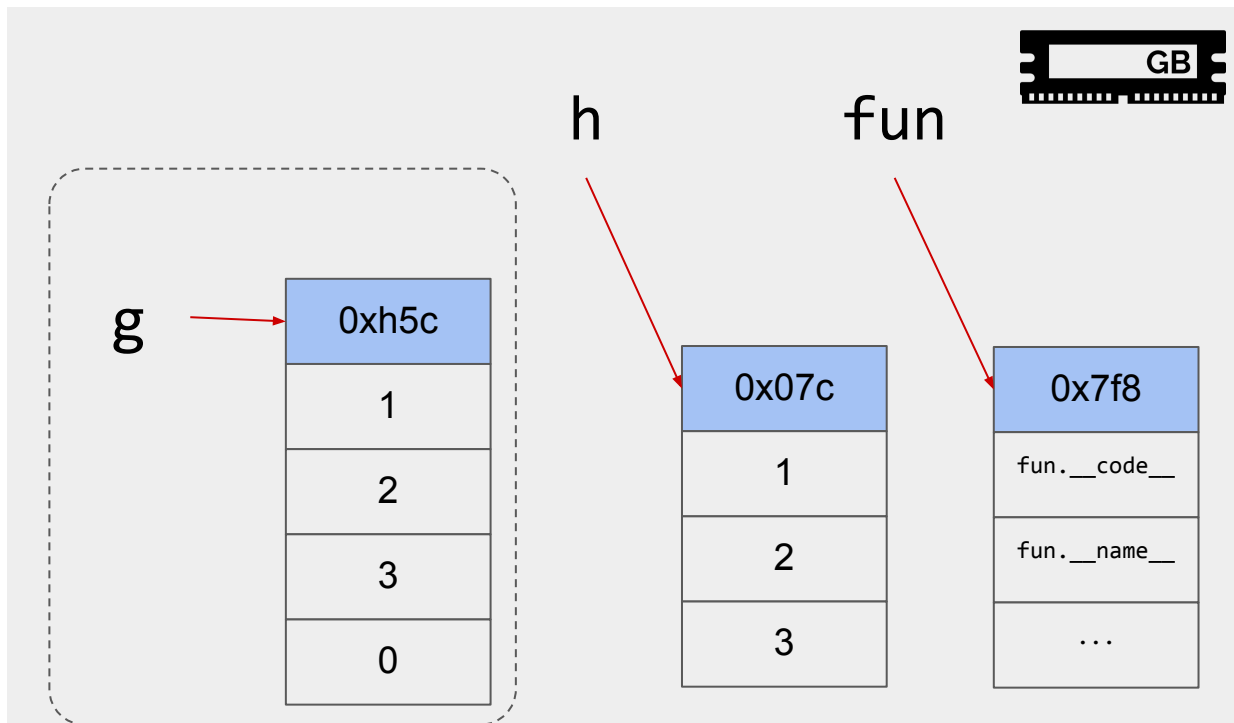 GB
h
fun
g
0xh5c
1
2
3
0
0x07c
1
2
3
0x7f8
fun.__code__
fun.__name__
...